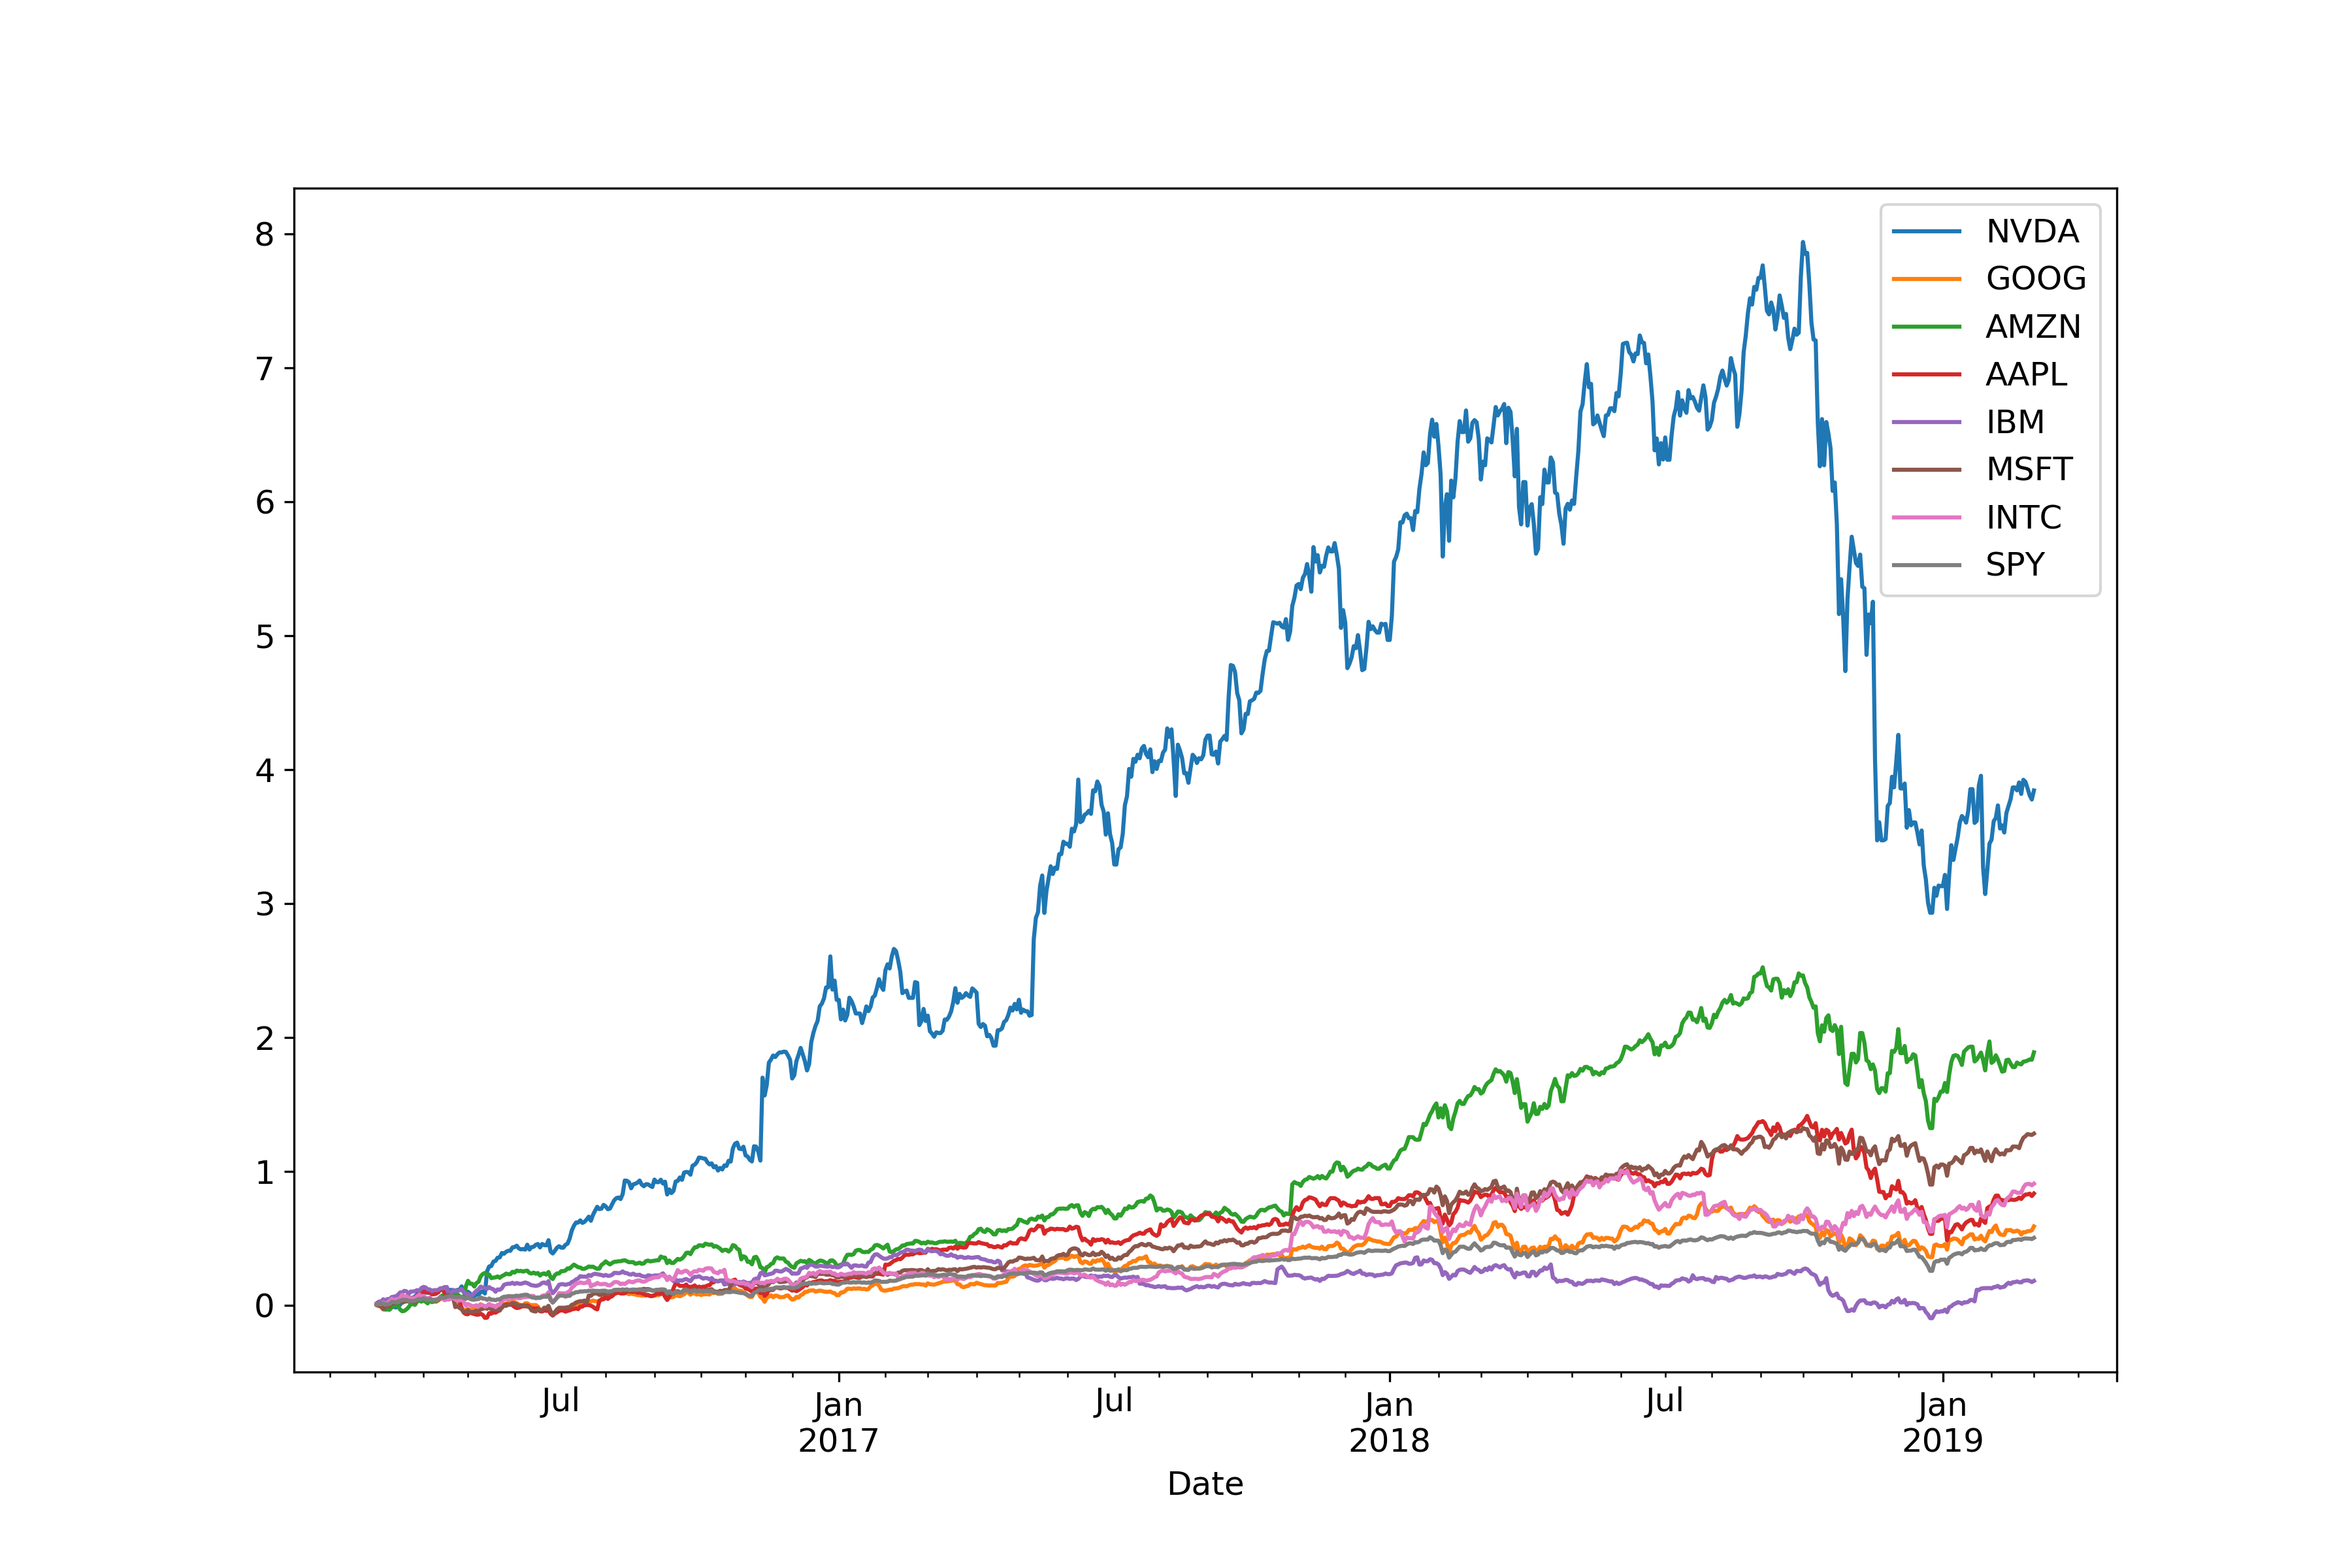 8
7
6
5
4
3
2
1
0
NVDA
GOOG
AMZN
AAPL
IBM
MSFT
INTC
SPY
Jul
Jan
2017
Jul
Jan
2018
Jul
Jan
2019
Date